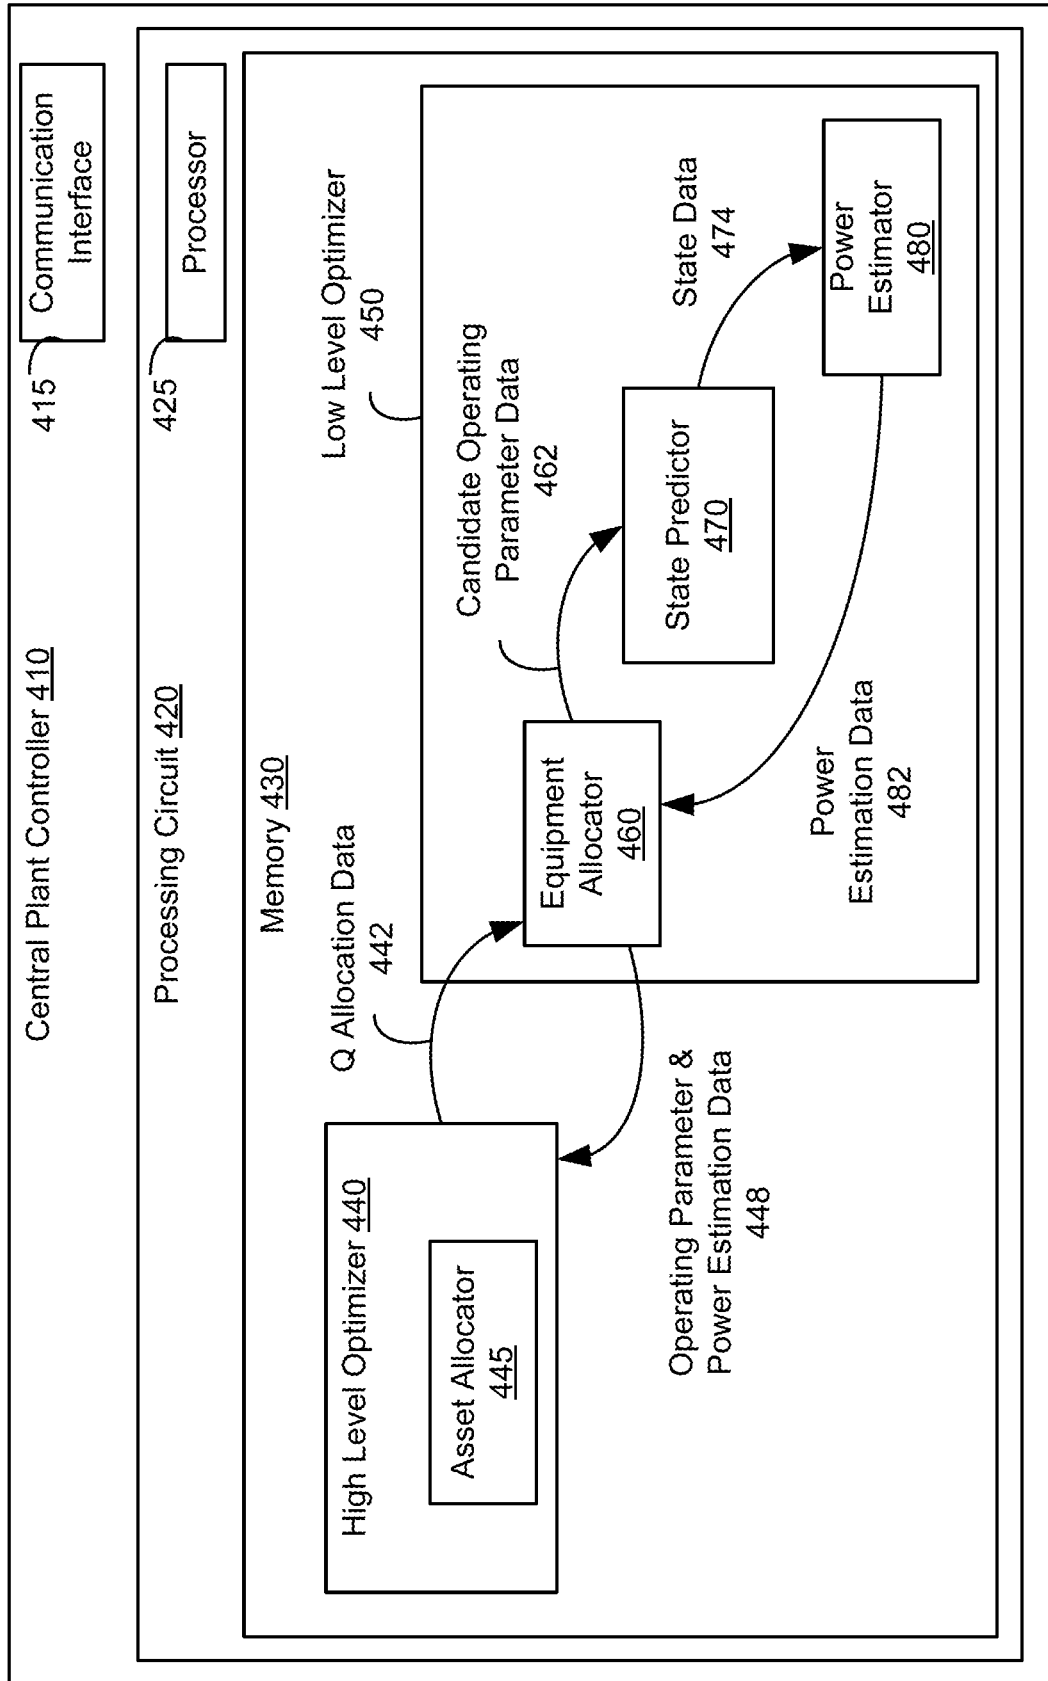 Central Plant Controller 410
415
Communication
Interface
Processing Circuit 420
425
Processor
Memory 430
High Level Optimizer 440
Asset Allocator
445
Q Allocation Data
442
Operating Parameter &
Power Estimation Data
448
Low Level Optimizer
450
Equipment
Allocator
460
Candidate Operating
Parameter Data
462
State Predictor
470
State Data
474
Power
Estimator
480
Power
Estimation Data
482